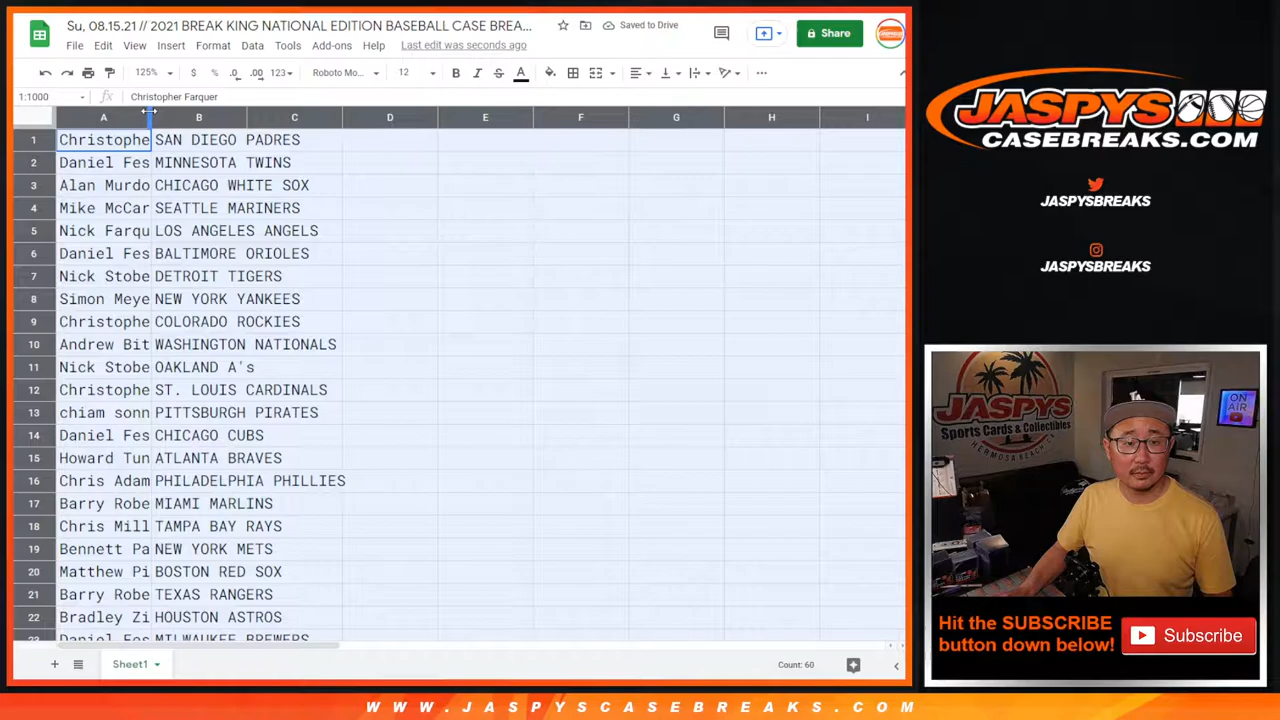 Su, 08.15.21 // 2021 BREAK KING NATIONAL EDITION BASEBALL CASE BREA...
Saved to Drive
Share
File Edit View Insert Format Data Tools Add-ons Help Last edit was seconds ago
125% $ % .0 .00 123 Roboto Mo... 12 B I S A
1:1000 fx Christopher Farquer
A B C D E F G H I
1 Christophe SAN DIEGO PADRES
2 Daniel Fes MINNESOTA TWINS
3 Alan Murdo CHICAGO WHITE SOX
4 Mike McCar SEATTLE MARINERS
5 Nick Farqu LOS ANGELES ANGELS
6 Daniel Fes BALTIMORE ORIOLES
7 Nick Stobe DETROIT TIGERS
8 Simon Meye NEW YORK YANKEES
9 Christophe COLORADO ROCKIES
10 Andrew Bit WASHINGTON NATIONALS
11 Nick Stobe OAKLAND A's
12 Christophe ST. LOUIS CARDINALS
13 chiam sonn PITTSBURGH PIRATES
14 Daniel Fes CHICAGO CUBS
15 Howard Tun ATLANTA BRAVES
16 Chris Adam PHILADELPHIA PHILLIES
17 Barry Robe MIAMI MARLINS
18 Chris Mill TAMPA BAY RAYS
19 Bennett Pa NEW YORK METS
20 Matthew Pi BOSTON RED SOX
21 Barry Robe TEXAS RANGERS
22 Bradley Zi HOUSTON ASTROS
23 Daniel Fes MILWAUKEE BREWERS
Sheet1
Count: 60
JASPYS
CASEBREAKS.COM
JASPYSBREAKS
JASPYSBREAKS
JASPYS
Sports Cards & Collectibles
HERMOSA BEACH
ON
AIR
Hit the SUBSCRIBE
button down below!
Subscribe
WWW.JASPYSCASEBREAKS.COM